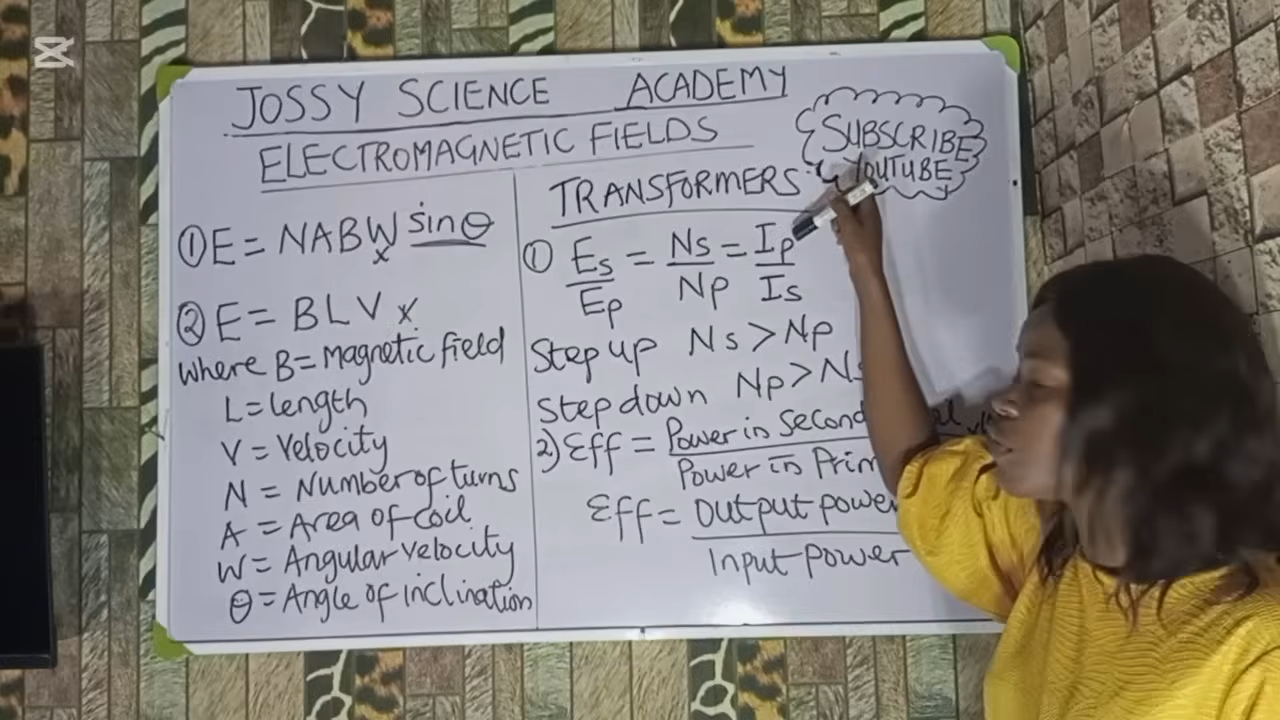 JOSSY SCIENCE ACADEMY
ELECTROMAGNETIC FIELDS
SUBSCRIBE
YOUTUBE
① E = NABW sinθ
x
② E = BLV x
where B = Magnetic field
L = length
V = Velocity
N = Number of turns
A = Area of coil
W = Angular velocity
θ = Angle of inclination
TRANSFORMERS
① Es/Ep = Ns/Np = Ip/Is
Step up Ns > Np
Step down Np > Ns
2) Eff = Power in Second
Power in Prim
Eff = Output power
Input power